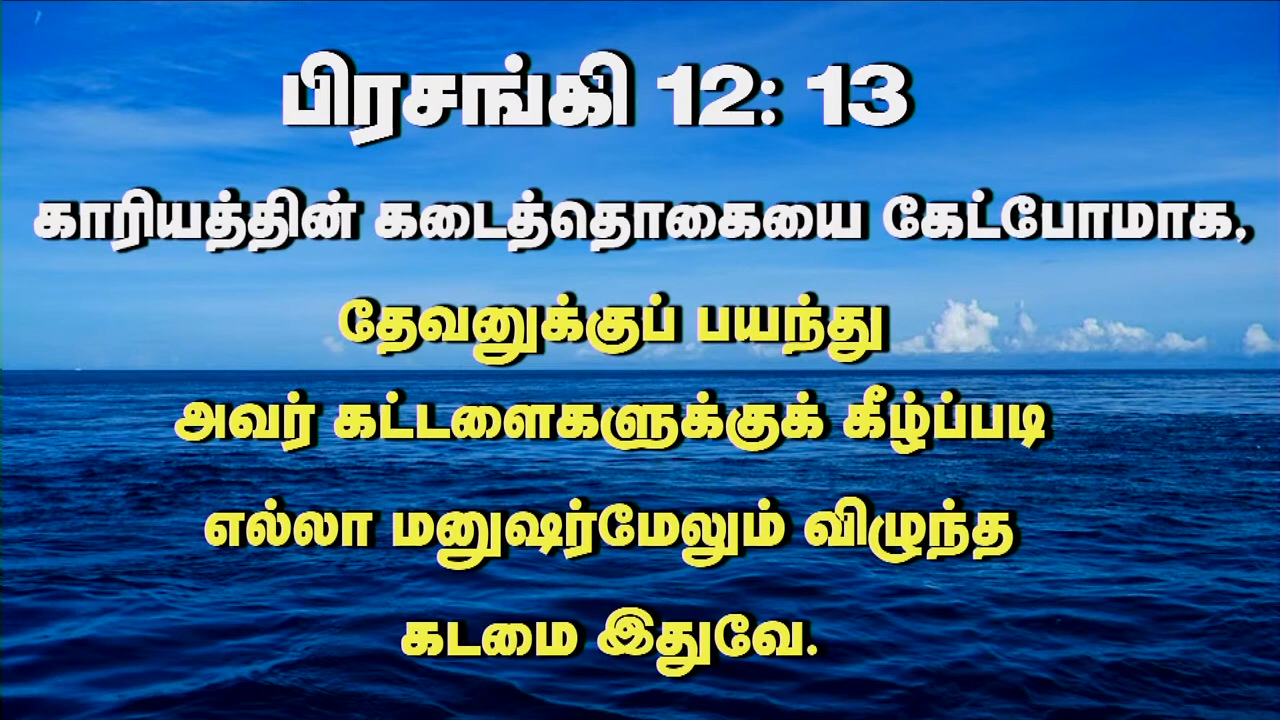 பிரசங்கி 12: 13
காரியத்தின் கடைத்தொகையை கேட்போமாக,
தேவனுக்குப் பயந்து
அவர் கட்டளைகளுக்குக் கீழ்ப்படி
எல்லா மனுஷர்மேலும் விழுந்த
கடமை இதுவே.